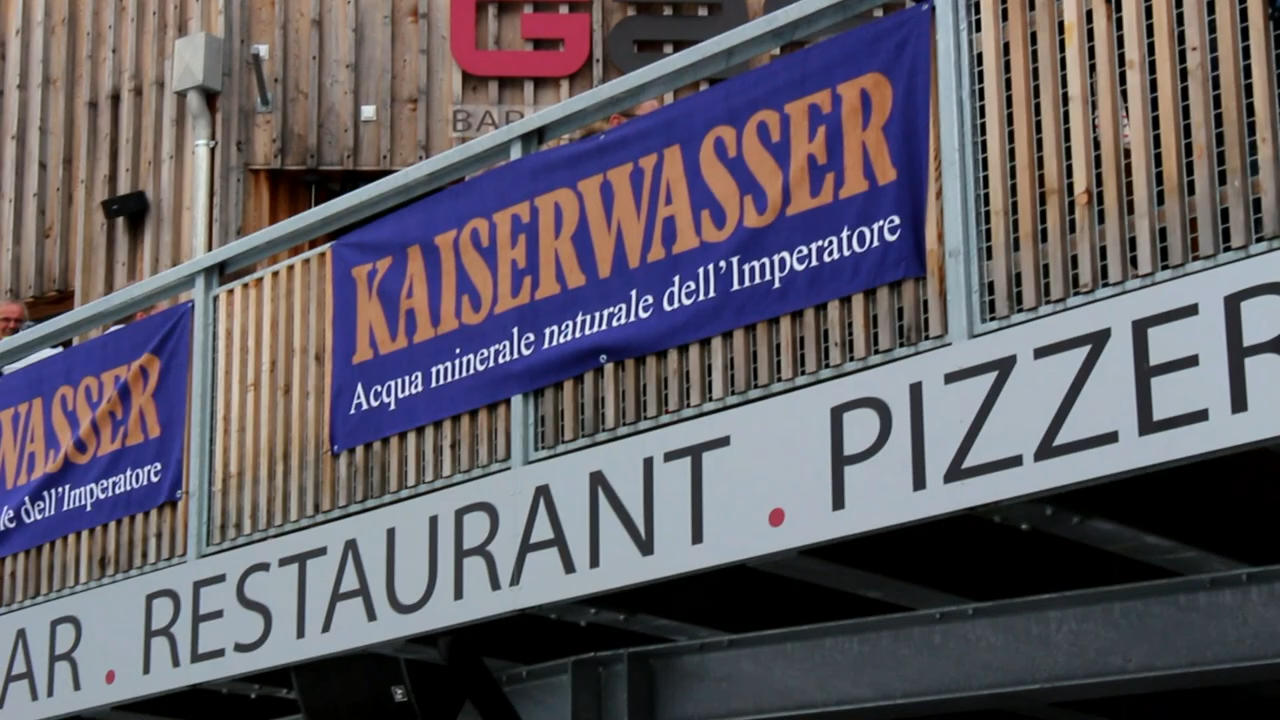 BAR
KAISERWASSER
Acqua minerale naturale dell'Imperatore
WASSER
dell'Imperatore
AR . RESTAURANT . PIZZER